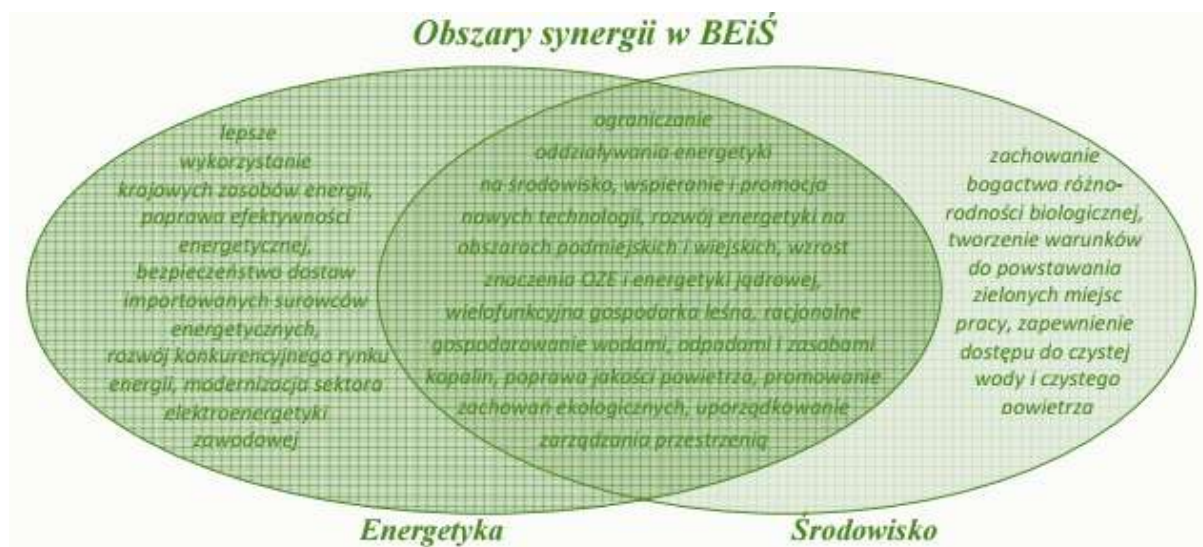 Obszary synergii w BEiŚ
lepsze
wykorzystanie
krajowych zasobów energii,
poprawa efektywności
energetycznej,
bezpieczeństwo dostaw
importowanych surowców
energetycznych,
rozwój konkurencyjnego rynku
energii, modernizacja sektora
elektroenergetyki
zawodowej
ograniczanie
oddziaływania energetyki
na środowisko, wspieranie i promocja
nowych technologii, rozwój energetyki na
obszarach podmiejskich i wiejskich, wzrost
znaczenia OZE i energetyki jądrowej,
wielofunkcyjna gospodarka leśna, racjonalne
gospodarowanie wodami, odpadami i zasobami
kopalin, poprawa jakości powietrza, promowanie
zachowań ekologicznych, uporządkowanie
zarządzania przestrzenią
zachowanie
bogactwa różno-
rodności biologicznej,
tworzenie warunków
do powstawania
zielonych miejsc
pracy, zapewnienie
dostępu do czystej
wody i czystego
powietrza
Energetyka
Środowisko